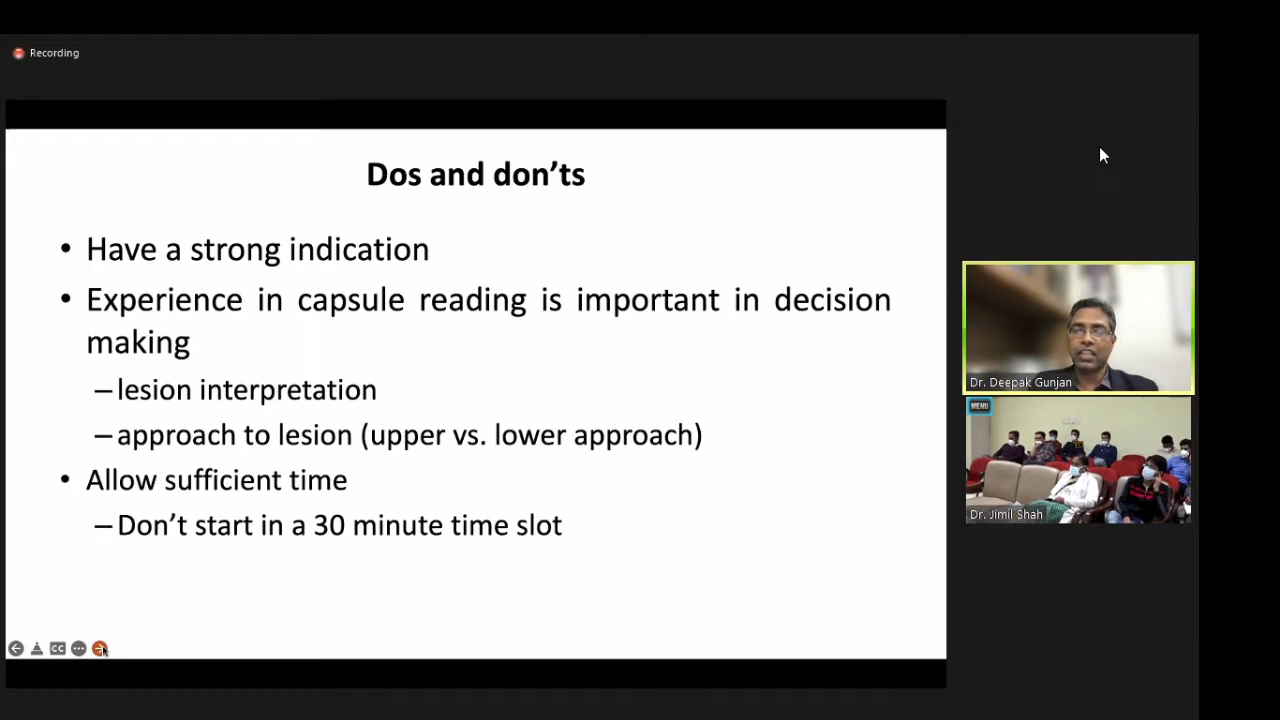 Recording
Dos and don'ts
• Have a strong indication
• Experience in capsule reading is important in decision
making
– lesion interpretation
– approach to lesion (upper vs. lower approach)
• Allow sufficient time
– Don't start in a 30 minute time slot
CC
Dr. Deepak Gunjan
MENU
Dr. Jimil Shah